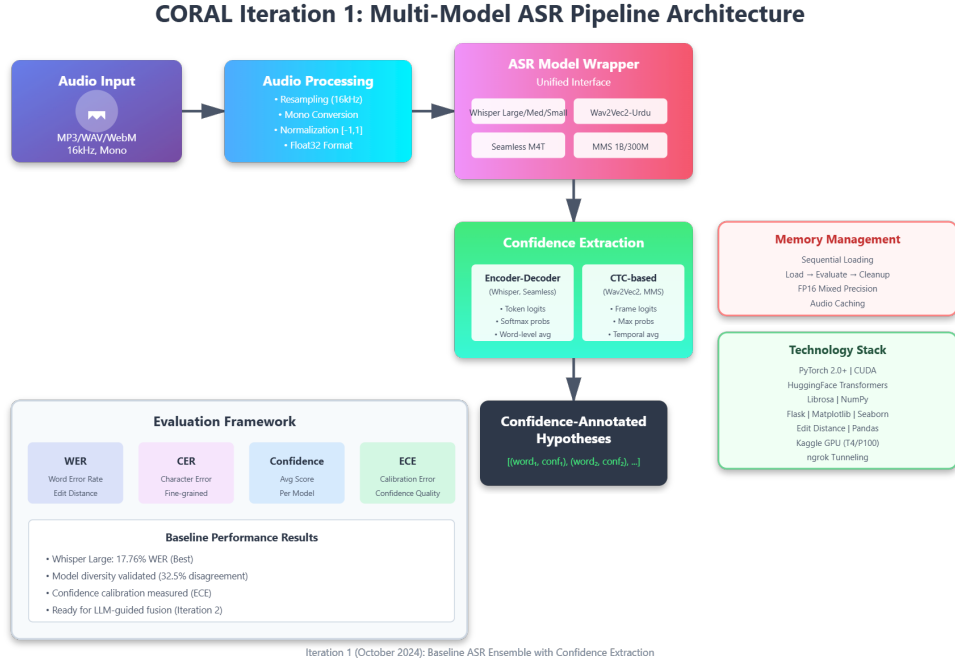 CORAL Iteration 1: Multi-Model ASR Pipeline Architecture
Audio Input
MP3/WAV/WebM
16kHz, Mono
Audio Processing
• Resampling (16kHz)
• Mono Conversion
• Normalization [-1,1]
• Float32 Format
ASR Model Wrapper
Unified Interface
Whisper Large/Med/Small
Wav2Vec2-Urdu
Seamless M4T
MMS 1B/300M
Confidence Extraction
Encoder-Decoder
(Whisper, Seamless)
• Token logits
• Softmax probs
• Word-level avg
CTC-based
(Wav2Vec2, MMS)
• Frame logits
• Max probs
• Temporal avg
Memory Management
Sequential Loading
Load → Evaluate → Cleanup
FP16 Mixed Precision
Audio Caching
Technology Stack
PyTorch 2.0+ | CUDA
HuggingFace Transformers
Librosa | NumPy
Flask | Matplotlib | Seaborn
Edit Distance | Pandas
Kaggle GPU (T4/P100)
ngrok Tunneling
Confidence-Annotated
Hypotheses
[(word₁, conf₁), (word₂, conf₂), ...]
Evaluation Framework
WER
Word Error Rate
Edit Distance
CER
Character Error
Fine-grained
Confidence
Avg Score
Per Model
ECE
Calibration Error
Confidence Quality
Baseline Performance Results
• Whisper Large: 17.76% WER (Best)
• Model diversity validated (32.5% disagreement)
• Confidence calibration measured (ECE)
• Ready for LLM-guided fusion (Iteration 2)
Iteration 1 (October 2024): Baseline ASR Ensemble with Confidence Extraction